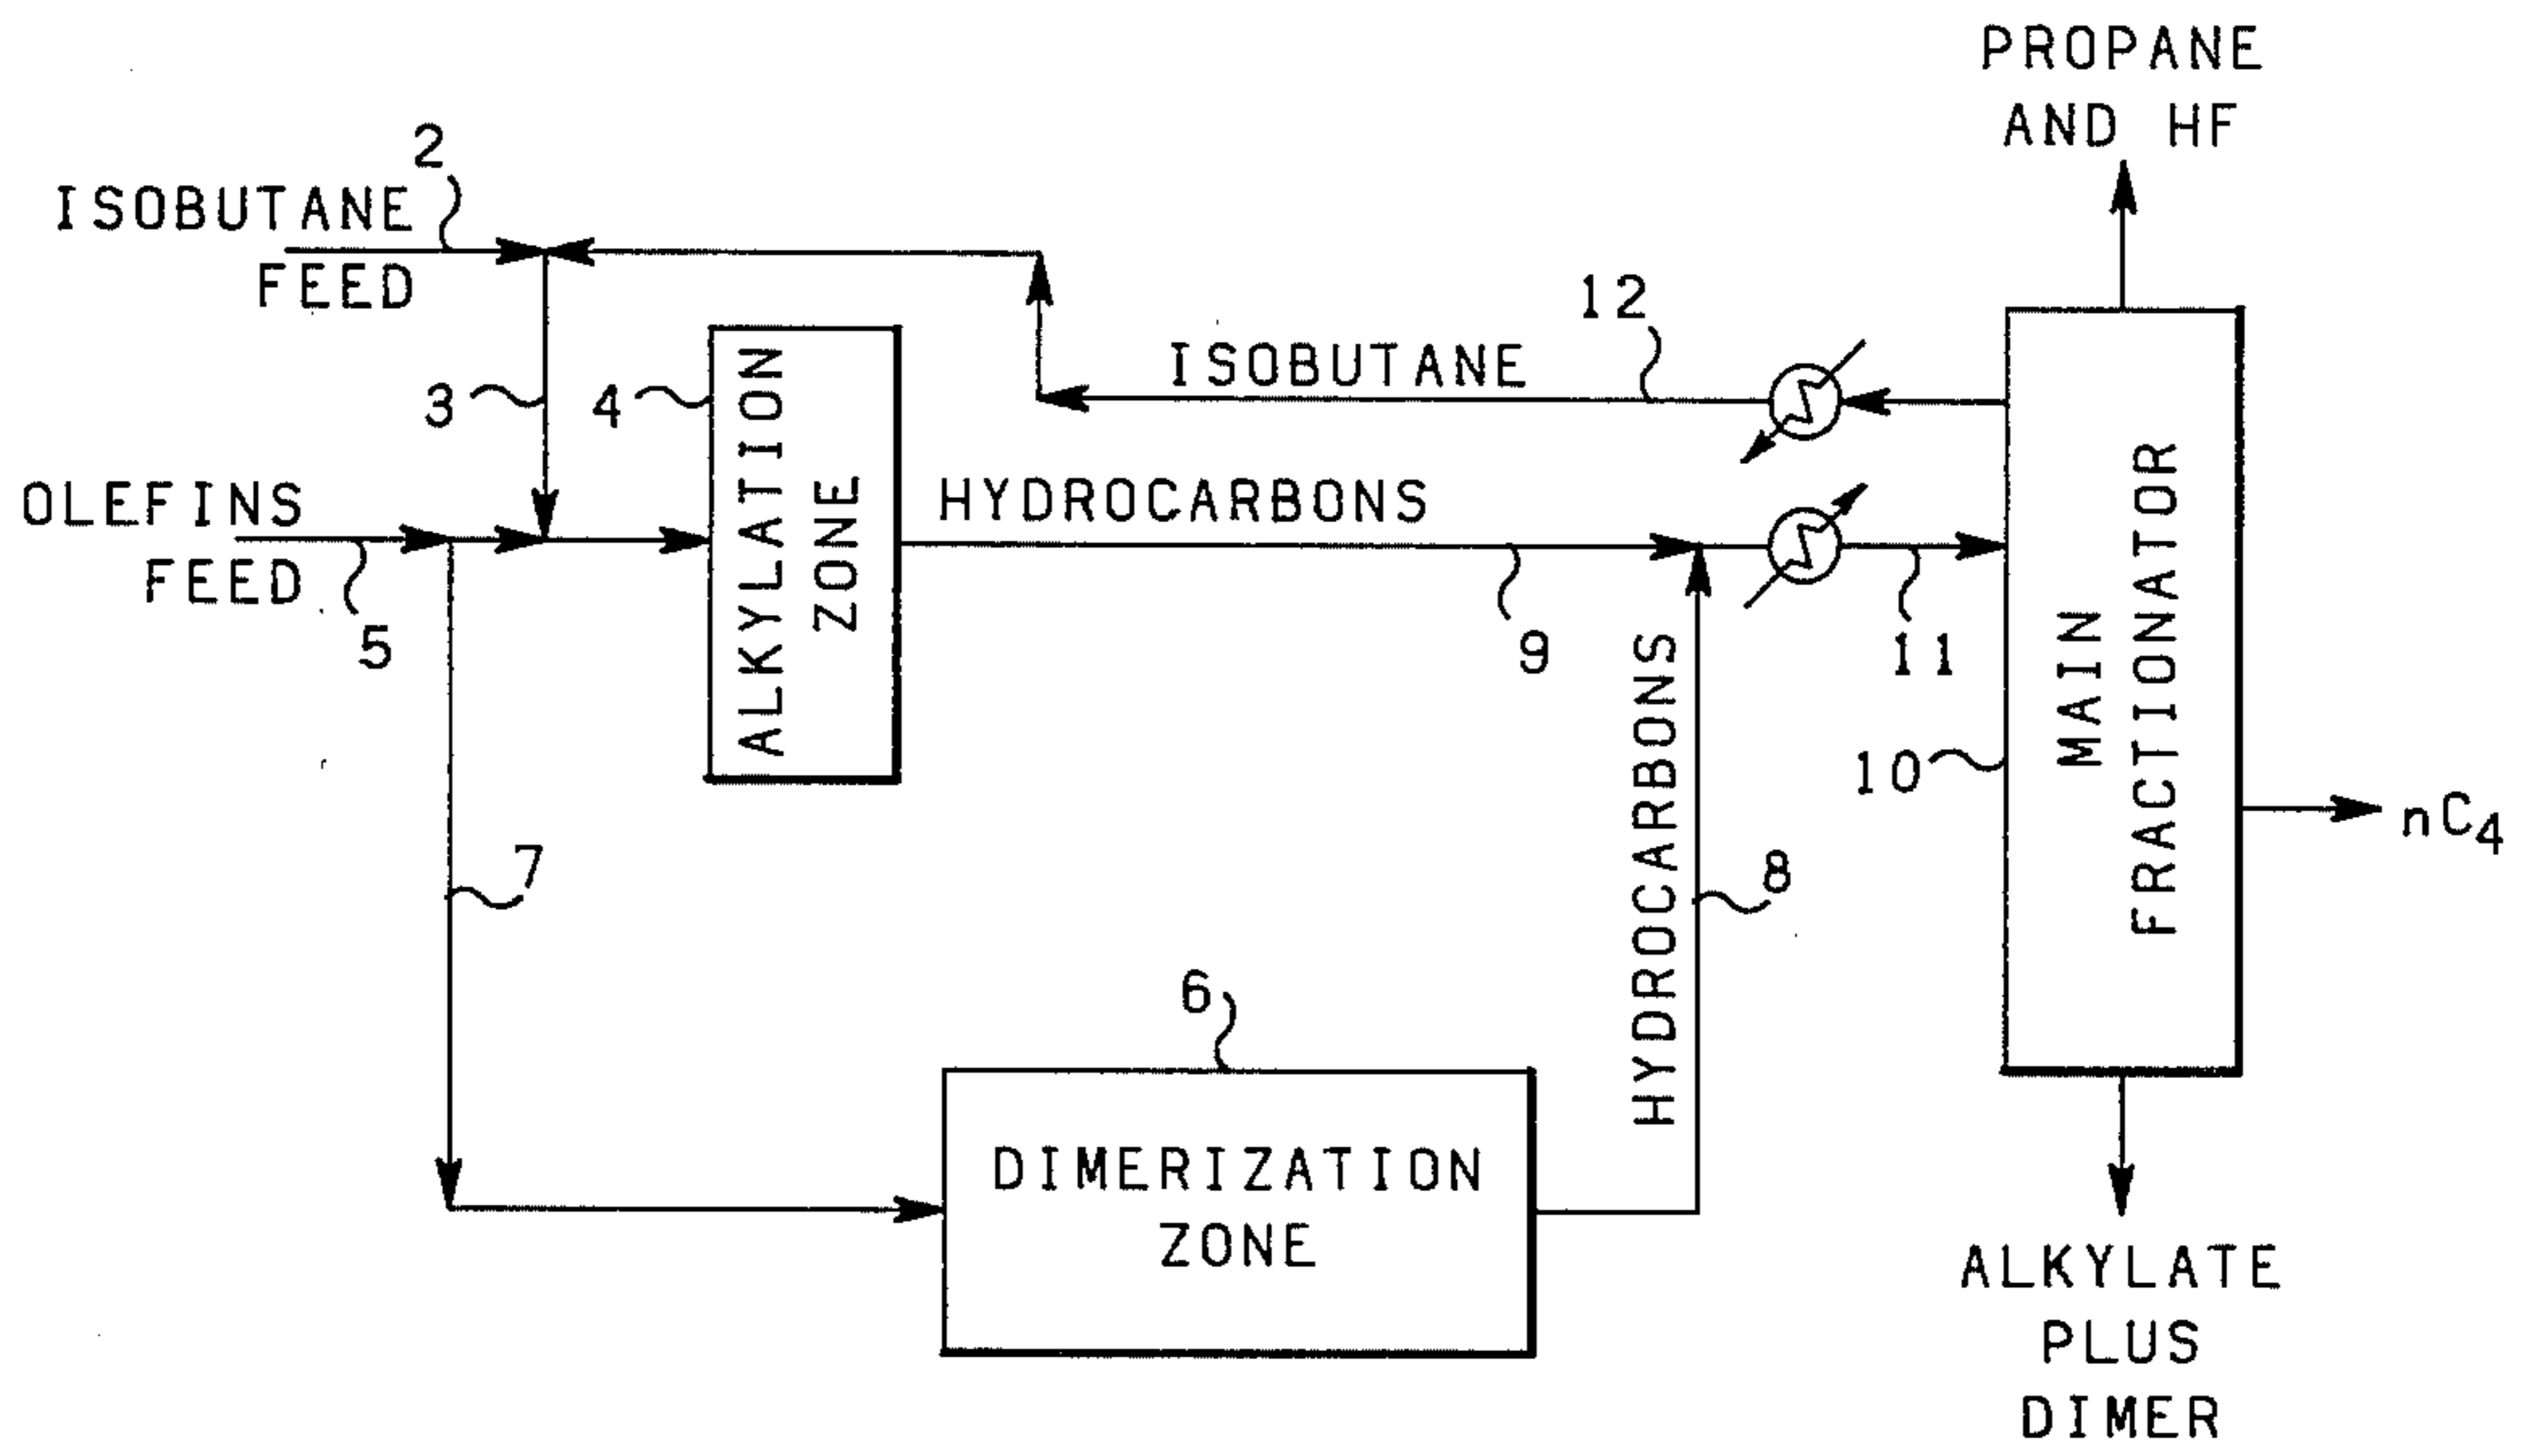 PROPANE
AND HF
2
ISOBUTANE
FEED
12
ISOBUTANE
3
4
ALKYLATION
ZONE
OLEFINS
FEED
5
HYDROCARBONS
9
11
MAIN
FRACTIONATOR
10
nC4
7
HYDROCARBONS
8
6
DIMERIZATION
ZONE
ALKYLATE
PLUS
DIMER